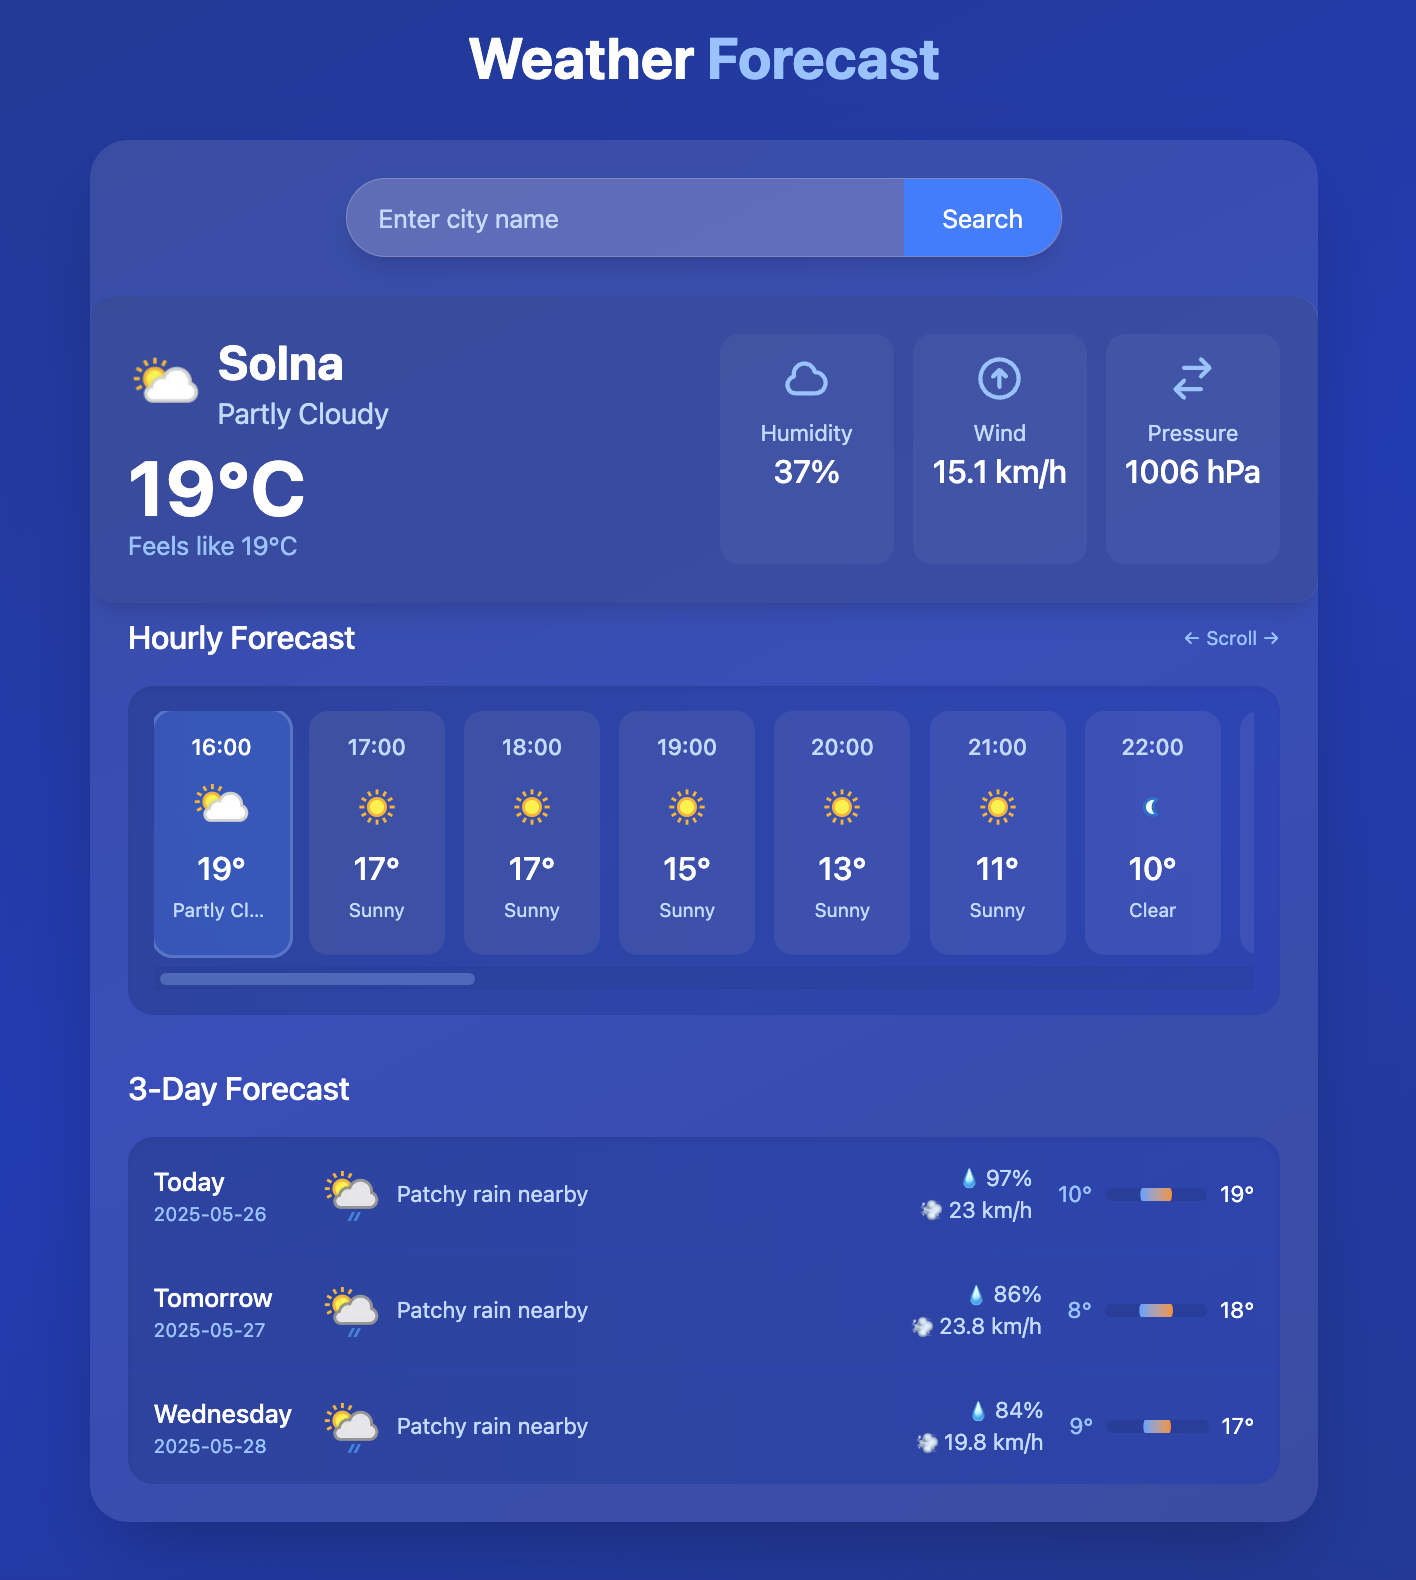 Weather Forecast
Enter city name
Search
Solna
Partly Cloudy
19°C
Feels like 19°C
Humidity
37%
Wind
15.1 km/h
Pressure
1006 hPa
Hourly Forecast
← Scroll →
16:00
19°
Partly Cl...
17:00
17°
Sunny
18:00
17°
Sunny
19:00
15°
Sunny
20:00
13°
Sunny
21:00
11°
Sunny
22:00
10°
Clear
3-Day Forecast
Today
2025-05-26
Patchy rain nearby
97%
23 km/h
10°
19°
Tomorrow
2025-05-27
Patchy rain nearby
86%
23.8 km/h
8°
18°
Wednesday
2025-05-28
Patchy rain nearby
84%
19.8 km/h
9°
17°